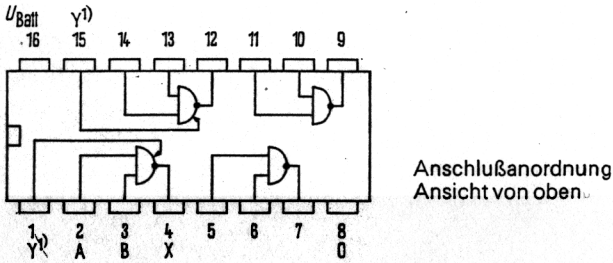 U Batt Y¹⁾
16 15 14 13 12 11 10 9
Anschlußanordnung
Ansicht von oben
1 2 3 4 5 6 7 8
Y¹⁾ A B X 0